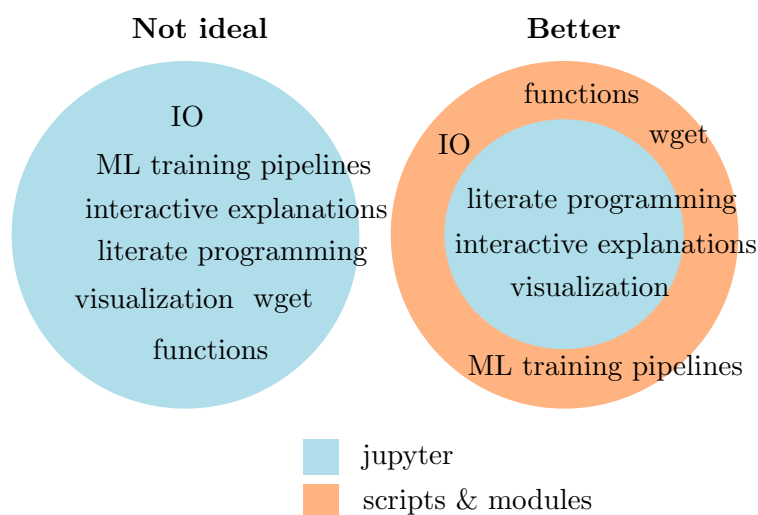 Not ideal
IO
ML training pipelines
interactive explanations
literate programming
visualization wget
functions
Better
functions
wget
IO
literate programming
interactive explanations
visualization
ML training pipelines
jupyter
scripts & modules